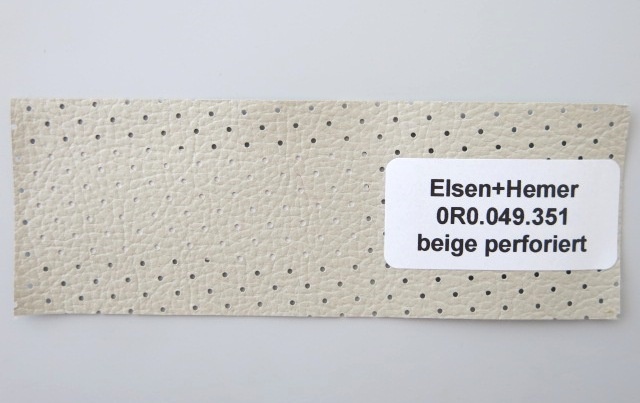 Elsen+Hemer
0R0.049.351
beige perforiert